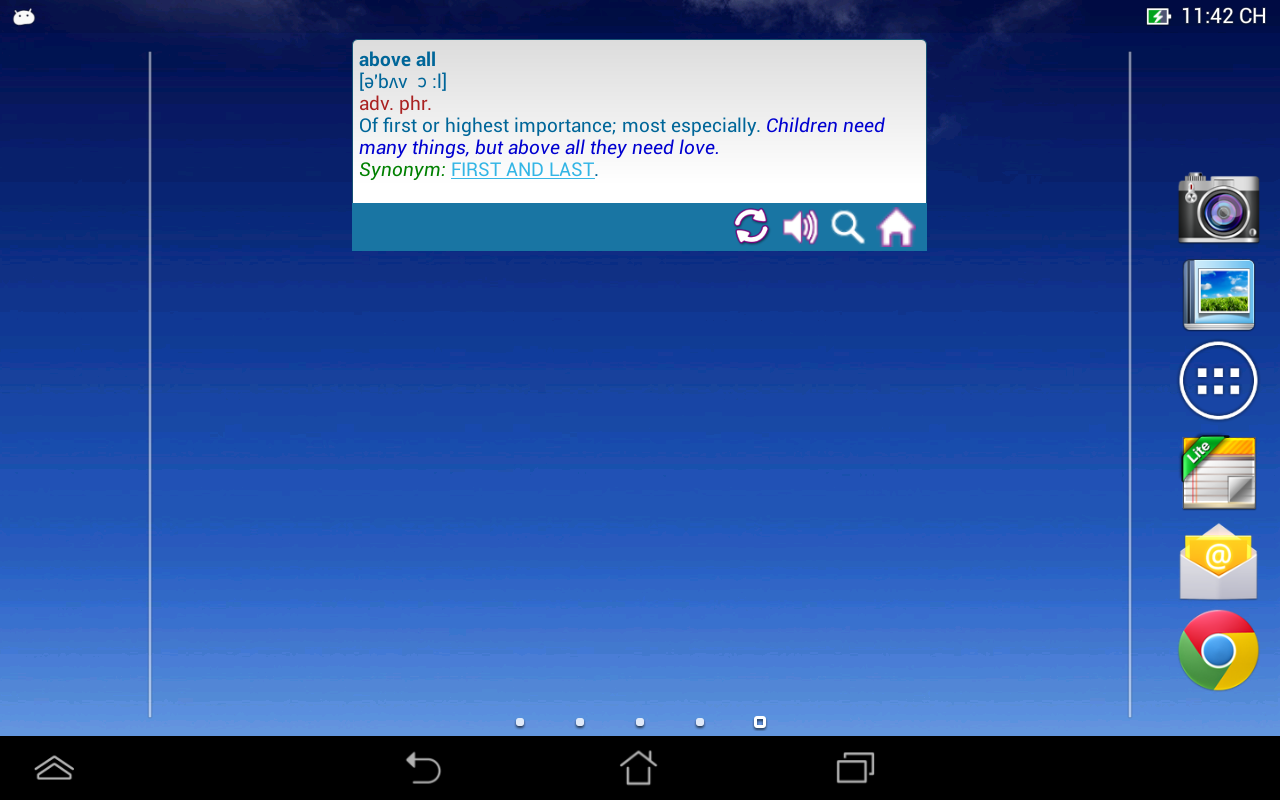 11:42 CH
above all
[ə'bʌv ɔ :l]
adv. phr.
Of first or highest importance; most especially. Children need
many things, but above all they need love.
Synonym: FIRST AND LAST.
Lite
@